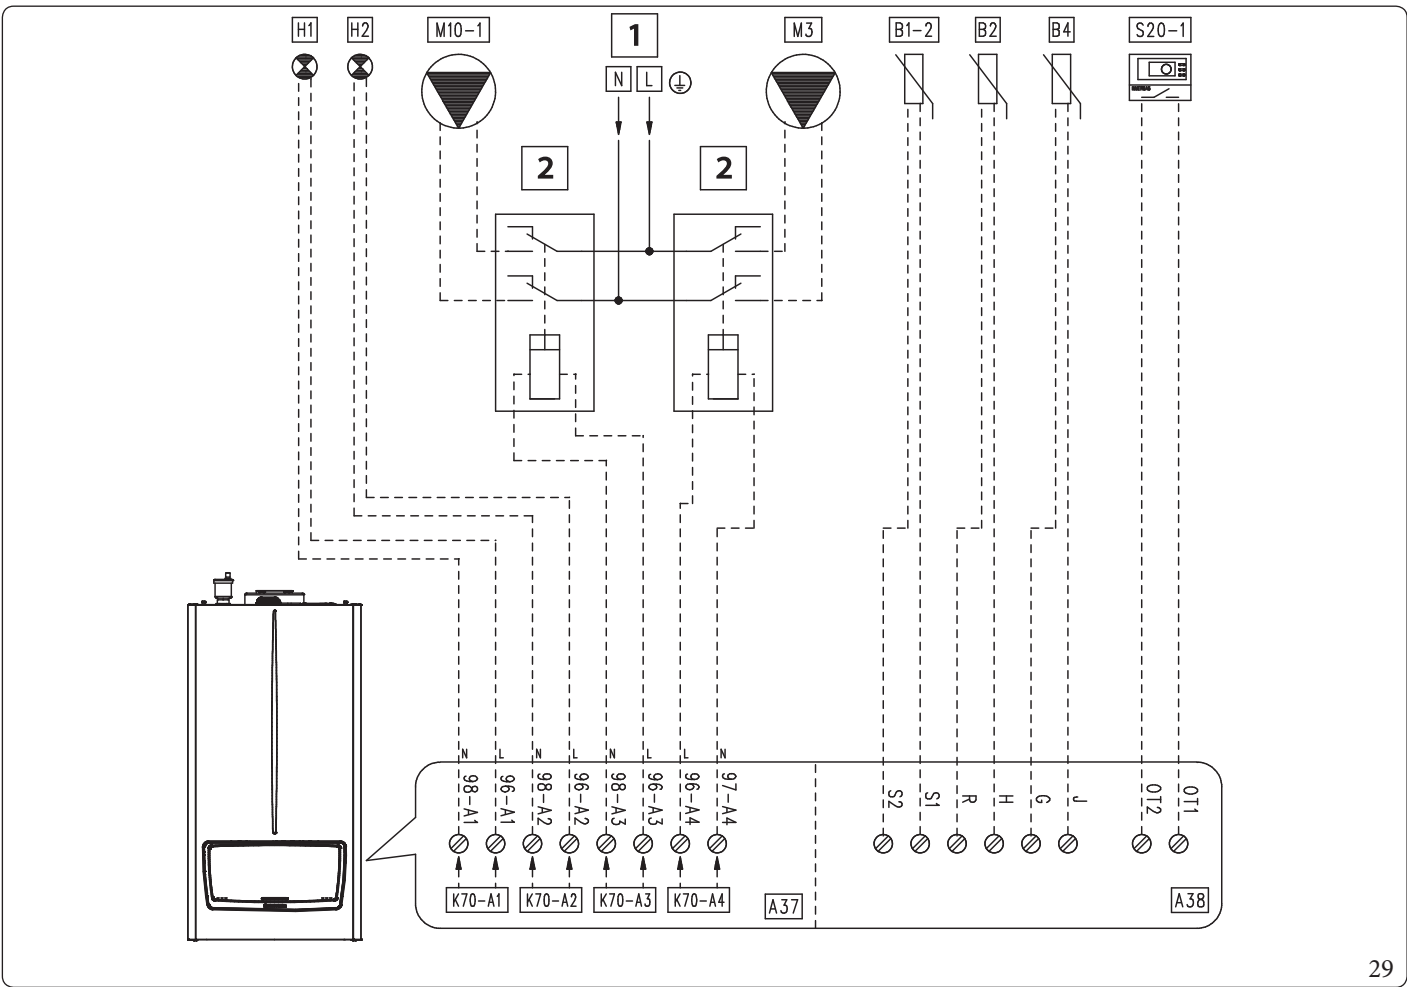 H1 H2 M10-1 1 M3 B1-2 B2 B4 S20-1
N L
2 2
N L N L N L L N
98-A1 96-A1 98-A2 96-A2 98-A3 96-A3 96-A4 97-A4 S2 S1 R H G J OT2 OT1
K70-A1 K70-A2 K70-A3 K70-A4 A37 A38
29